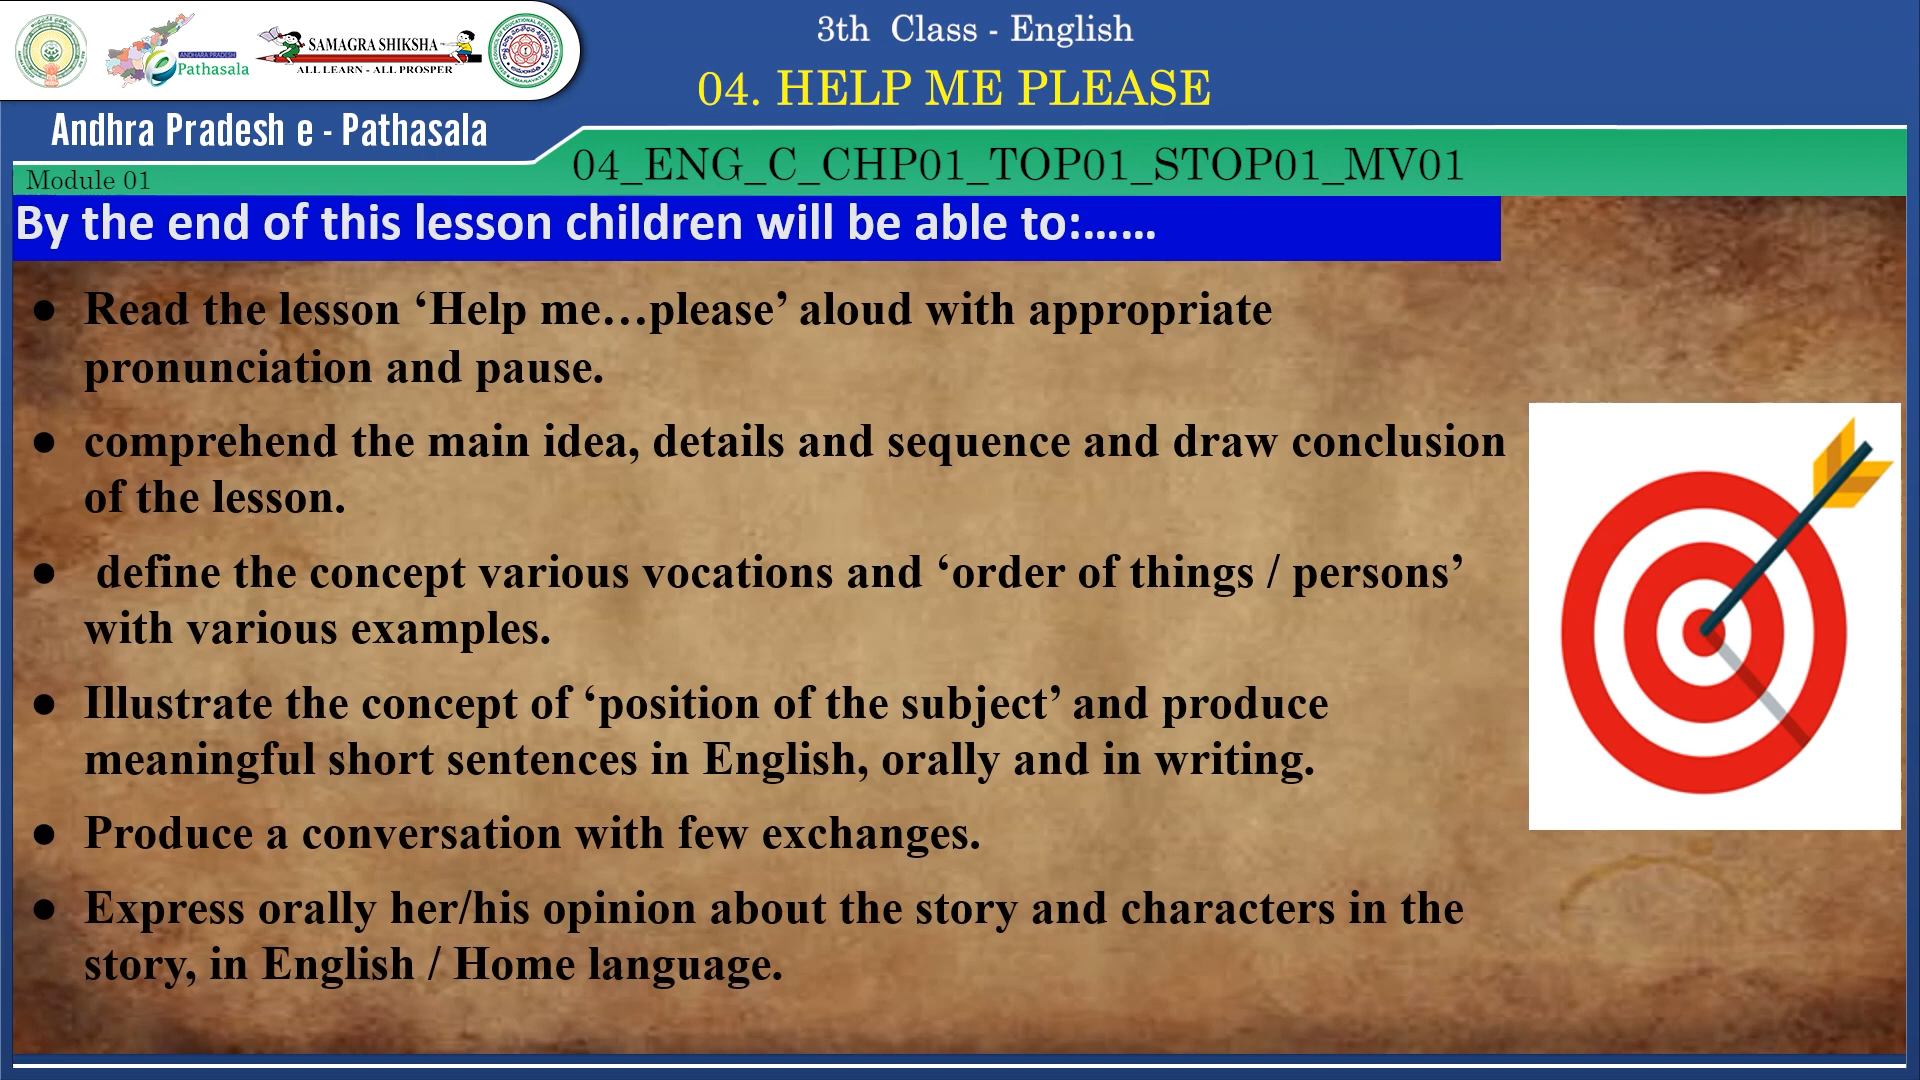 3th Class - English
04. HELP ME PLEASE
ANDHARA PRADESH
e Pathasala
SAMAGRA SHIKSHA
ALL LEARN - ALL PROSPER
Andhra Pradesh e - Pathasala
04_ENG_C_CHP01_TOP01_STOP01_MV01
Module 01
By the end of this lesson children will be able to:......
● Read the lesson ‘Help me…please’ aloud with appropriate
pronunciation and pause.
● comprehend the main idea, details and sequence and draw conclusion
of the lesson.
● define the concept various vocations and ‘order of things / persons’
with various examples.
● Illustrate the concept of ‘position of the subject’ and produce
meaningful short sentences in English, orally and in writing.
● Produce a conversation with few exchanges.
● Express orally her/his opinion about the story and characters in the
story, in English / Home language.